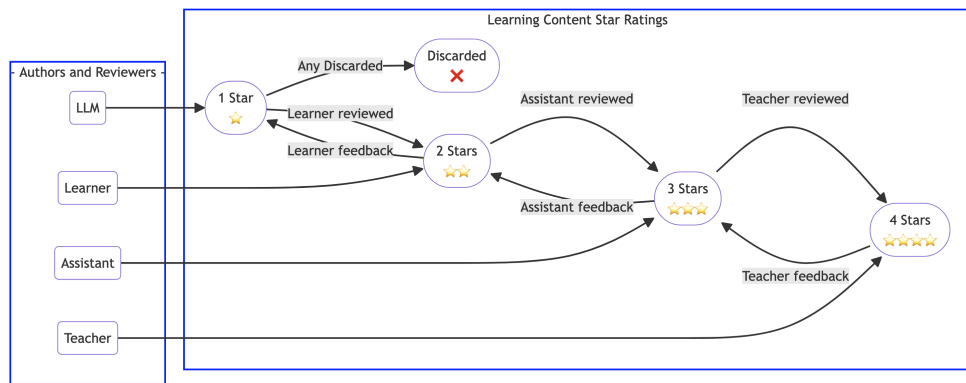 Learning Content Star Ratings
Authors and Reviewers
LLM
Learner
Assistant
Teacher
1 Star
⭐
Any Discarded
Discarded
❌
Learner reviewed
Learner feedback
2 Stars
⭐⭐
Assistant reviewed
Assistant feedback
3 Stars
⭐⭐⭐
Teacher reviewed
Teacher feedback
4 Stars
⭐⭐⭐⭐